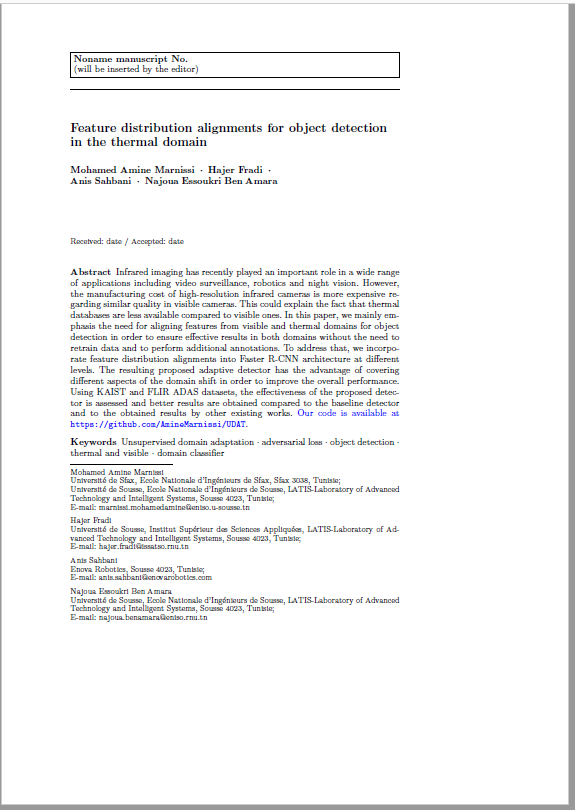 Noname manuscript No.
(will be inserted by the editor)
Feature distribution alignments for object detection
in the thermal domain
Mohamed Amine Marnissi · Hajer Fradi ·
Anis Sahbani · Najoua Essoukri Ben Amara
Received: date / Accepted: date
Abstract Infrared imaging has recently played an important role in a wide range
of applications including video surveillance, robotics and night vision. However,
the manufacturing cost of high-resolution infrared cameras is more expensive re-
garding similar quality in visible cameras. This could explain the fact that thermal
databases are less available compared to visible ones. In this paper, we mainly em-
phasis the need for aligning features from visible and thermal domains for object
detection in order to ensure effective results in both domains without the need to
retrain data and to perform additional annotations. To address that, we incorpo-
rate feature distribution alignments into Faster R-CNN architecture at different
levels. The resulting proposed adaptive detector has the advantage of covering
different aspects of the domain shift in order to improve the overall performance.
Using KAIST and FLIR ADAS datasets, the effectiveness of the proposed detec-
tor is assessed and better results are obtained compared to the baseline detector
and to the obtained results by other existing works. Our code is available at
https://github.com/AmineMarnissi/UDAT.
Keywords Unsupervised domain adaptation · adversarial loss · object detection ·
thermal and visible · domain classifier
Mohamed Amine Marnissi
Université de Sfax, Ecole Nationale d'Ingénieurs de Sfax, Sfax 3038, Tunisie;
Université de Sousse, Ecole Nationale d'Ingénieurs de Sousse, LATIS-Laboratory of Advanced
Technology and Intelligent Systems, Sousse 4023, Tunisie;
E-mail: marnissi.mohamedamine@eniso.u-sousse.tn
Hajer Fradi
Université de Sousse, Institut Supérieur des Sciences Appliquées, LATIS-Laboratory of Ad-
vanced Technology and Intelligent Systems, Sousse 4023, Tunisie;
E-mail: hajer.fradi@issatso.rnu.tn
Anis Sahbani
Enova Robotics, Sousse 4023, Tunisie;
E-mail: anis.sahbani@enovarobotics.com
Najoua Essoukri Ben Amara
Université de Sousse, Ecole Nationale d'Ingénieurs de Sousse, LATIS-Laboratory of Advanced
Technology and Intelligent Systems, Sousse 4023, Tunisie;
E-mail: najoua.benamara@eniso.rnu.tn